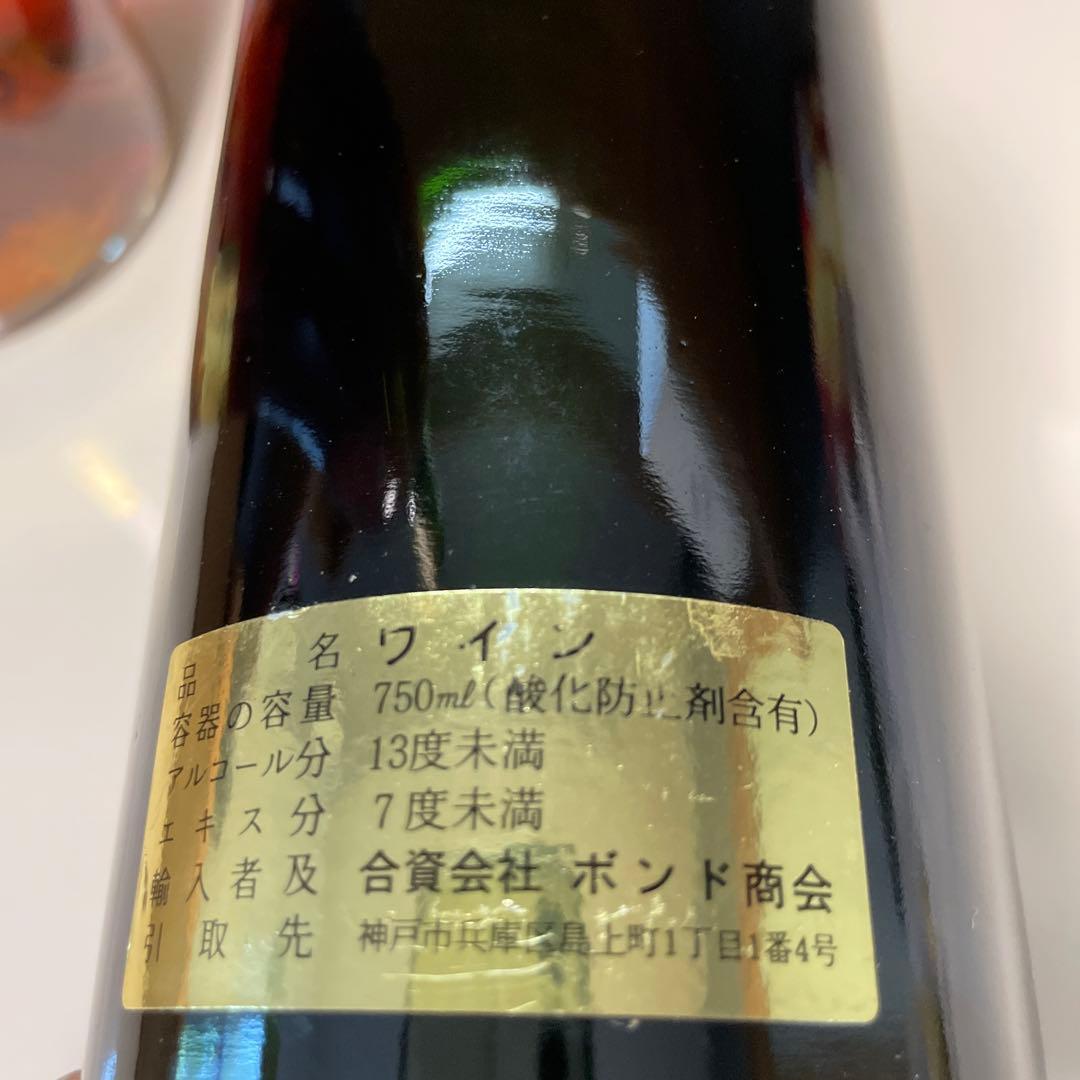 品名 ワイン
容器の容量 750ml(酸化防止剤含有)
アルコール分 13度未満
エキス分 7度未満
輸入者及 合資会社 ボンド商会
引取先 神戸市兵庫区島上町1丁目1番4号